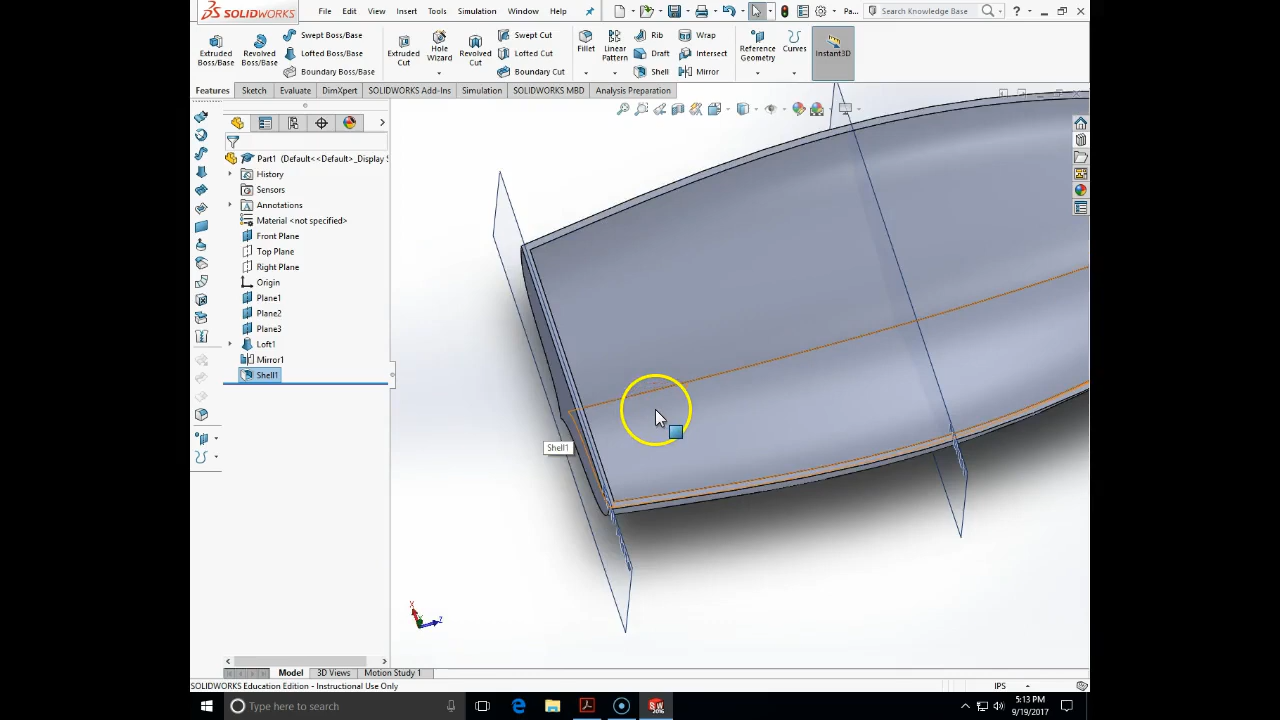 SOLIDWORKS File Edit View Insert Tools Simulation Window Help Pa... Search Knowledge Base ?
Extruded Boss/Base
Revolved Boss/Base
Swept Boss/Base
Lofted Boss/Base
Boundary Boss/Base
Extruded Cut
Hole Wizard
Revolved Cut
Swept Cut
Lofted Cut
Boundary Cut
Fillet
Linear Pattern
Rib
Draft
Shell
Wrap
Intersect
Mirror
Reference Geometry
Curves
Instant3D
Features Sketch Evaluate DimXpert SOLIDWORKS Add-Ins Simulation SOLIDWORKS MBD Analysis Preparation
Part1 (Default<<Default>_Display S
History
Sensors
Annotations
Material <not specified>
Front Plane
Top Plane
Right Plane
Origin
Plane1
Plane2
Plane3
Loft1
Mirror1
Shell1
Shell1
X
Z
Model 3D Views Motion Study 1
SOLIDWORKS Education Edition - Instructional Use Only IPS
Type here to search
5:13 PM
9/19/2017